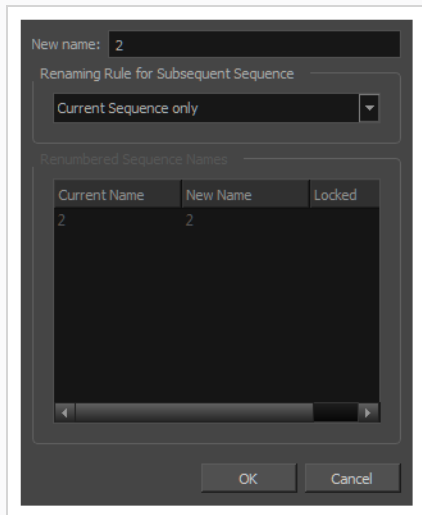 New name: 2
Renaming Rule for Subsequent Sequence
Current Sequence only
Renumbered Sequence Names
Current Name New Name Locked
2 2
OK Cancel